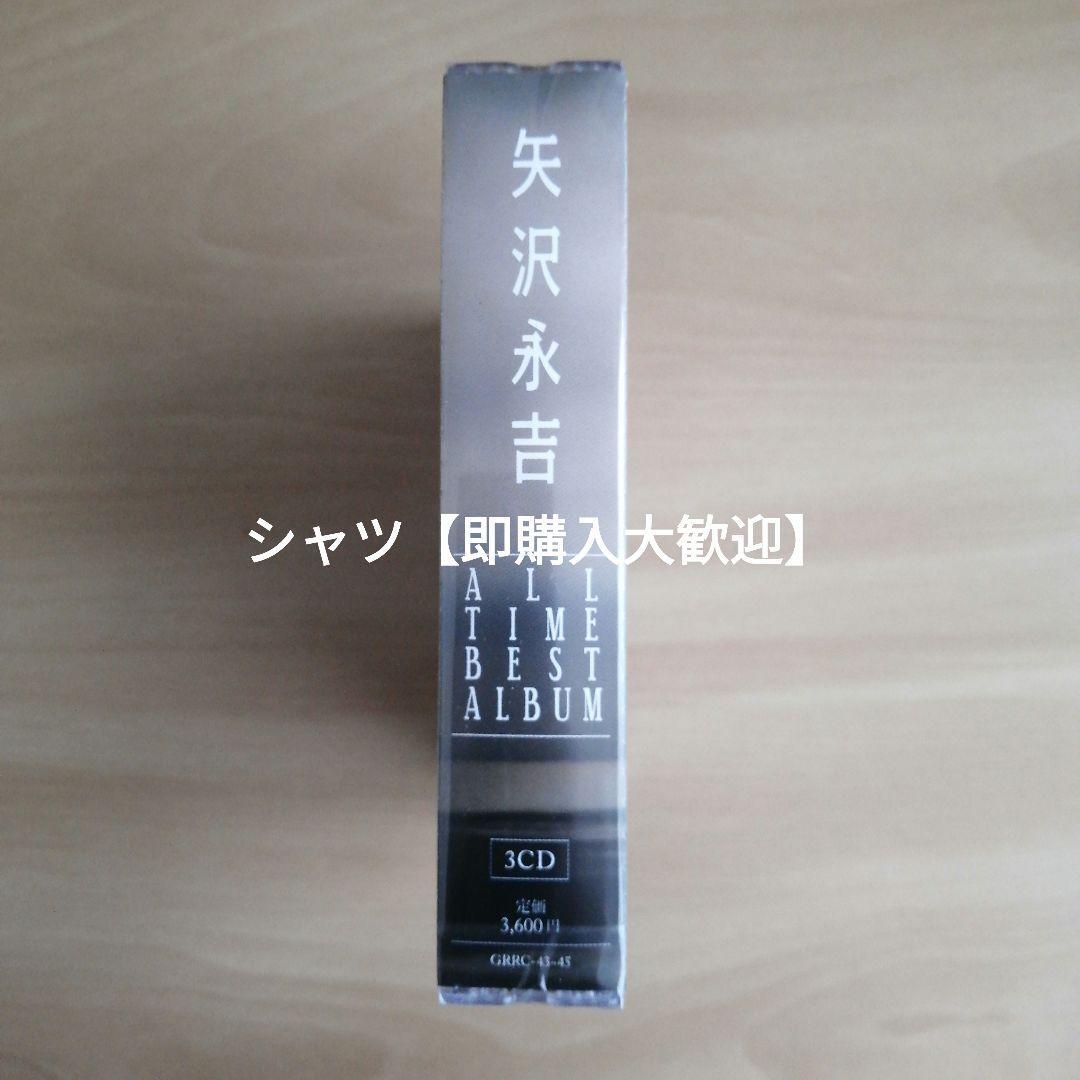 矢沢永吉
シャツ【即購入大歓迎】
ALL
TIME
BEST
ALBUM
3CD
定価
3,600円
GRRC-43~45